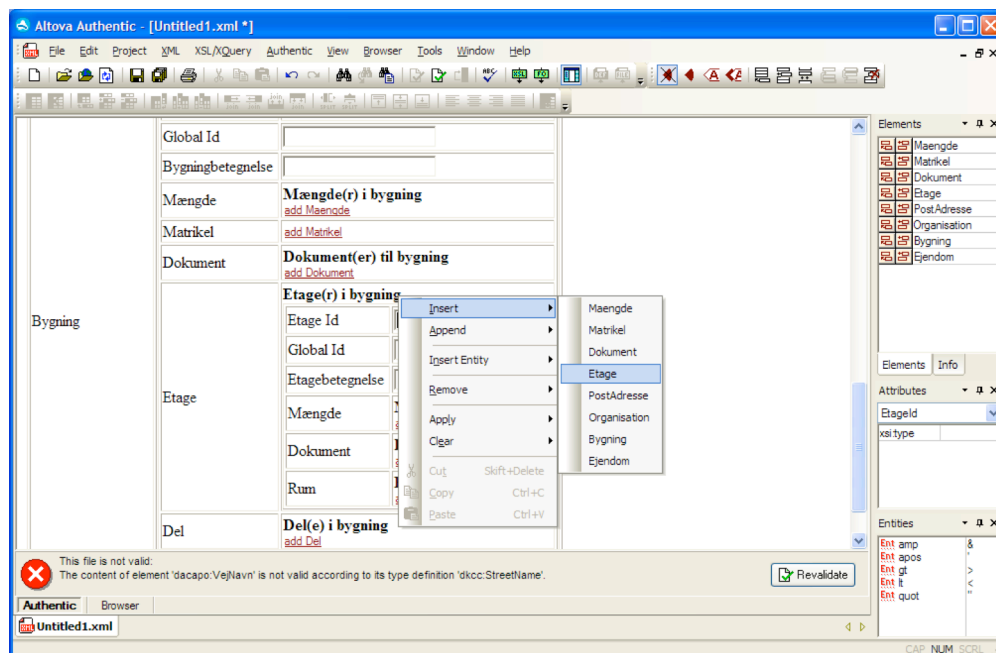 Altova Authentic - [Untitled1.xml *]
File Edit Project XML XSL/XQuery Authentic View Browser Tools Window Help
Global Id
Bygningbetegnelse
Mængde
Mængde(r) i bygning
add Maengde
Matrikel
add Matrikel
Dokument
Dokument(er) til bygning
add Dokument
Bygning
Etage
Etage(r) i bygning
Etage Id
Global Id
Etagebetegnelse
Mængde
Dokument
Rum
Del
Del(e) i bygning
add Del
Insert
Append
Insert Entity
Remove
Apply
Clear
Cut Skift+Delete
Copy Ctrl+C
Paste Ctrl+V
Maengde
Matrikel
Dokument
Etage
PostAdresse
Organisation
Bygning
Ejendom
Elements
Maengde
Matrikel
Dokument
Etage
PostAdresse
Organisation
Bygning
Ejendom
Elements Info
Attributes
EtageId
xsi:type
Entities
Ent amp &
Ent apos '
Ent gt >
Ent lt <
Ent quot "
This file is not valid:
The content of element 'dacapo:VejNavn' is not valid according to its type definition 'dkcc:StreetName'.
Revalidate
Authentic Browser
Untitled1.xml
CAP NUM SCRL